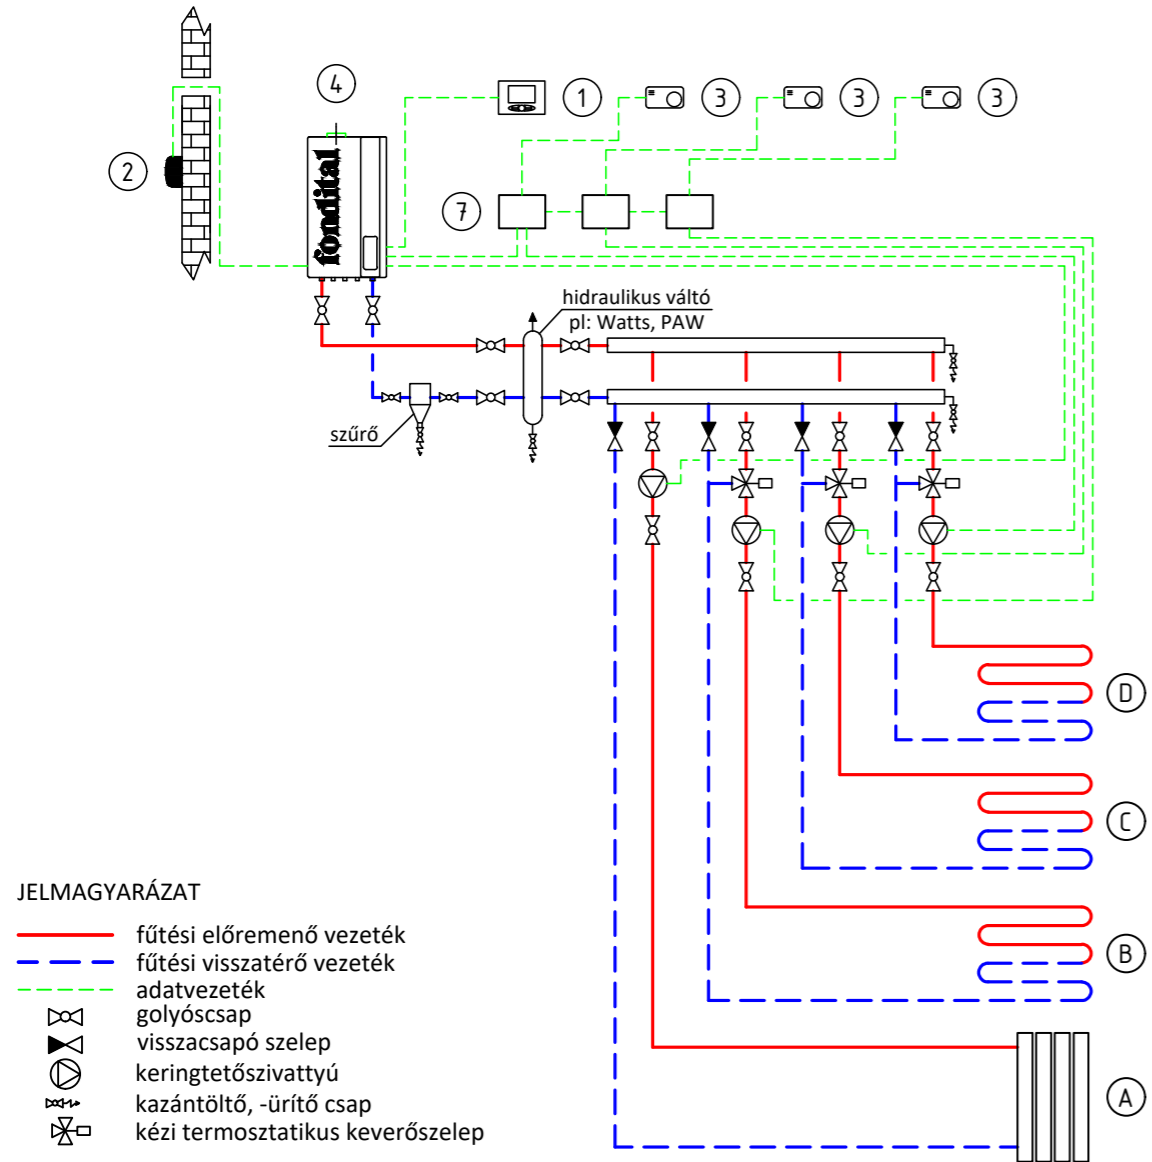 4
1
3
3
3
2
7
fondital
hidraulikus váltó
pl: Watts, PAW
szűrő
D
C
B
A
JELMAGYARÁZAT
fűtési előremenő vezeték
fűtési visszatérő vezeték
adatvezeték
golyóscsap
visszacsapó szelep
keringtetőszivattyú
kazántöltő, -ürítő csap
kézi termosztatikus keverőszelep